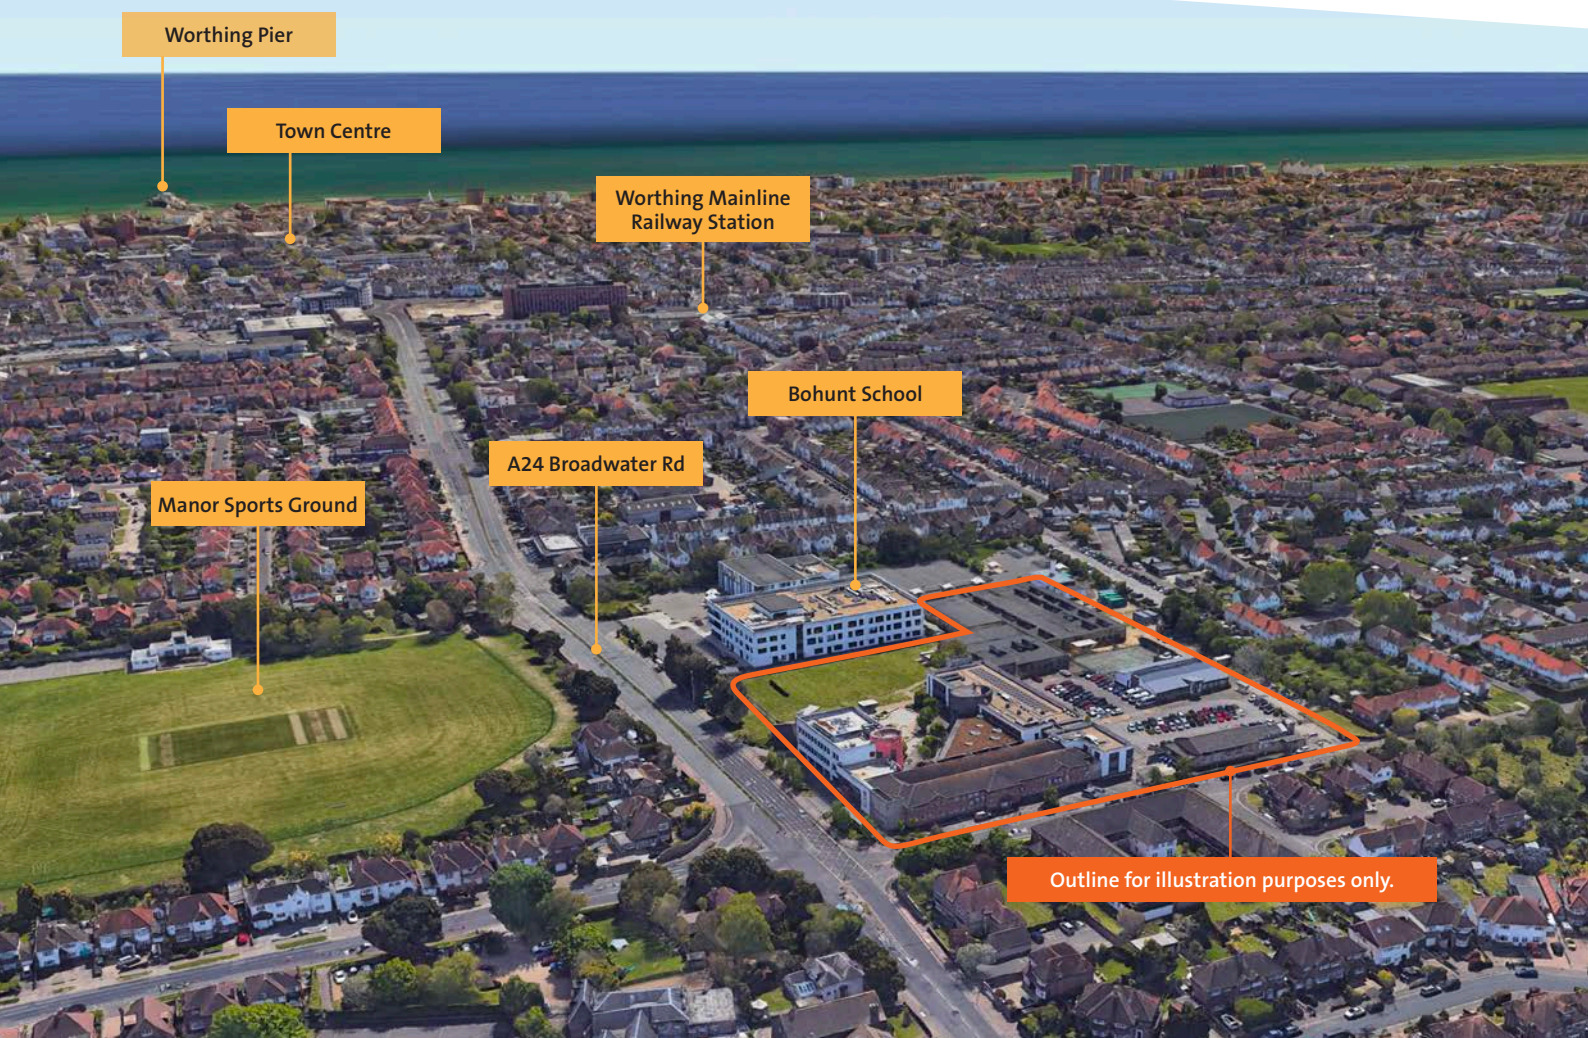 Worthing Pier
Town Centre
Worthing Mainline
Railway Station
Bohunt School
A24 Broadwater Rd
Manor Sports Ground
Outline for illustration purposes only.